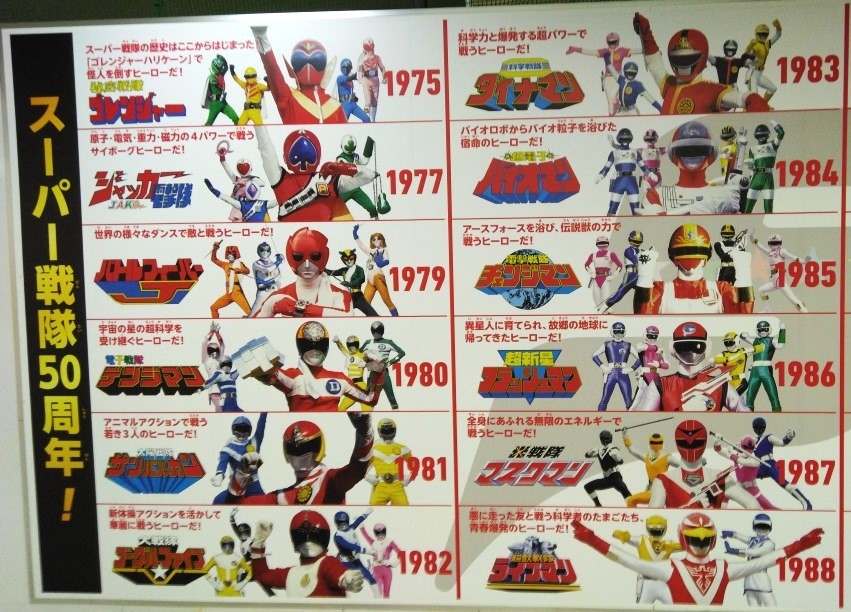 スーパー戦隊50周年！
スーパー戦隊の歴史はここからはじまった
「ゴレンジャーハリケーン」で
怪人を倒すヒーローだ！
秘密戦隊
ゴレンジャー
1975
原子・電気・重力・磁力の4パワーで戦う
サイボーグヒーローだ！
ジャッカー
電撃隊
J.A.K.Q.
1977
世界の様々なダンスで敵と戦うヒーローだ！
バトルフィーバー
J
1979
宇宙の星の超科学を
受け継ぐヒーローだ！
電子戦隊
デンジマン
1980
アニマルアクションで戦う
若き3人のヒーローだ！
太陽戦隊
サンバルカン
1981
新体操アクションを活かして
華麗に戦うヒーローだ！
大戦隊
ゴーグルファイブ
1982
科学力と爆発する超パワーで
戦うヒーローだ！
科学戦隊
ダイナマン
1983
バイオロボからバイオ粒子を浴びた
宿命のヒーローだ！
超電子
バイオマン
1984
アースフォースを浴び、伝説獣の力で
戦うヒーローだ！
電撃戦隊
チェンジマン
1985
異星人に育てられ、故郷の地球に
帰ってきたヒーローだ！
超新星
フラッシュマン
1986
全身にあふれる無限のエネルギーで
戦うヒーローだ！
光戦隊
マスクマン
1987
悪に走った友と戦う科学者のたまごたち、
青春爆発のヒーローだ！
超獣戦隊
ライブマン
1988